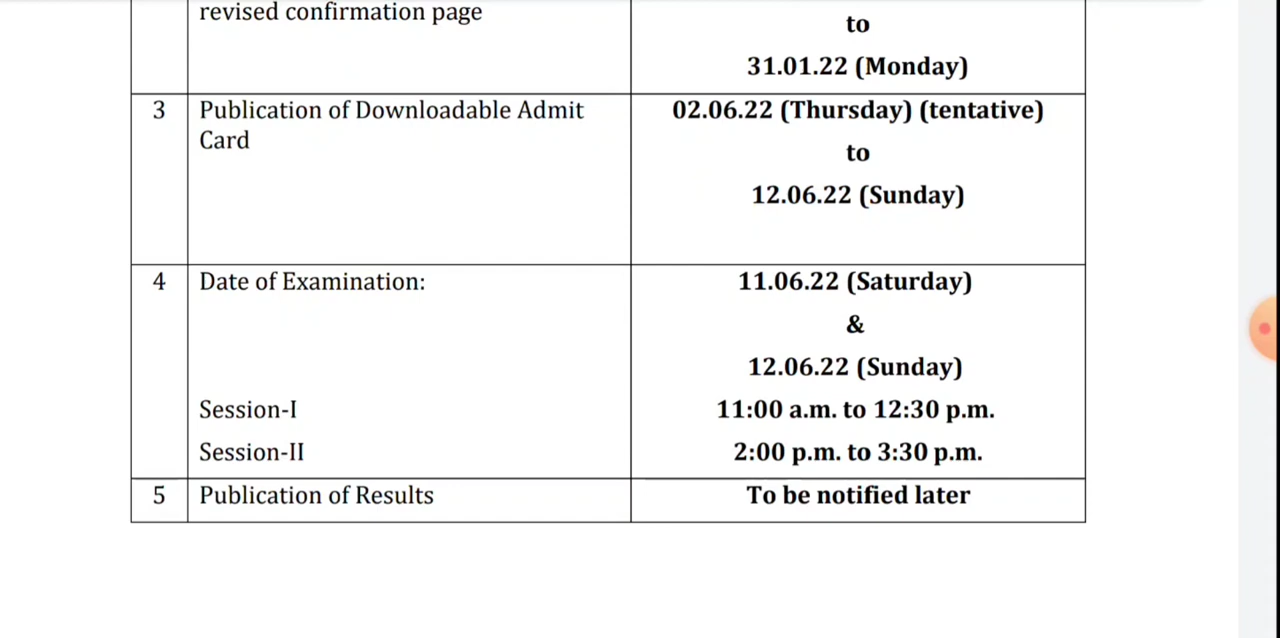 revised confirmation page
to
31.01.22 (Monday)
3 Publication of Downloadable Admit Card
02.06.22 (Thursday) (tentative)
to
12.06.22 (Sunday)
4 Date of Examination:
11.06.22 (Saturday)
&
12.06.22 (Sunday)
Session-I 11:00 a.m. to 12:30 p.m.
Session-II 2:00 p.m. to 3:30 p.m.
5 Publication of Results To be notified later